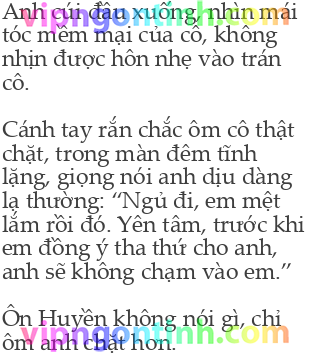 Anh cúi đầu xuống, nhìn mái
vipngontinh.com
tóc mềm mại của cô, không
nhịn được hôn nhẹ vào trán
cô.
Cánh tay rắn chắc ôm cô thật
chặt, trong màn đêm tĩnh
lặng, giọng nói anh dịu dàng
lạ thường: “Ngủ đi, em mệt
lắm rồi đó. Yên tâm, trước khi
em đồng ý tha thứ cho anh,
anh sẽ không chạm vào em.”
Ôn Huyền không nói gì, chỉ
vipngontinh.com
ôm anh chặt hơn.